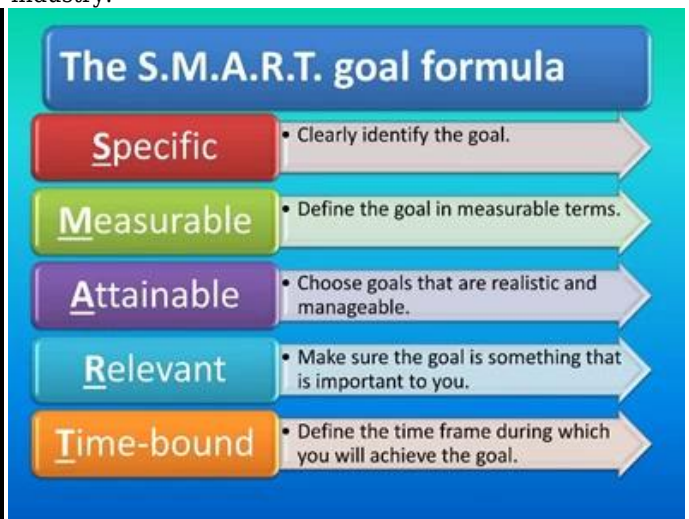 industry.
The S.M.A.R.T. goal formula
Specific
• Clearly identify the goal.
Measurable
• Define the goal in measurable terms.
Attainable
• Choose goals that are realistic and
manageable.
Relevant
• Make sure the goal is something that
is important to you.
Time-bound
• Define the time frame during which
you will achieve the goal.